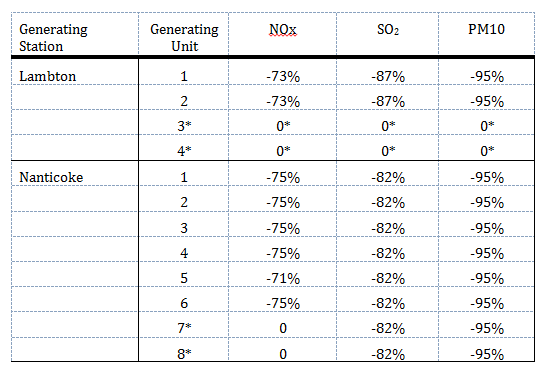 Generating Station Generating Unit NOx SO₂ PM10
Lambton 1 -73% -87% -95%
2 -73% -87% -95%
3* 0* 0* 0*
4* 0* 0* 0*
Nanticoke 1 -75% -82% -95%
2 -75% -82% -95%
3 -75% -82% -95%
4 -75% -82% -95%
5 -71% -82% -95%
6 -75% -82% -95%
7* 0 -82% -95%
8* 0 -82% -95%